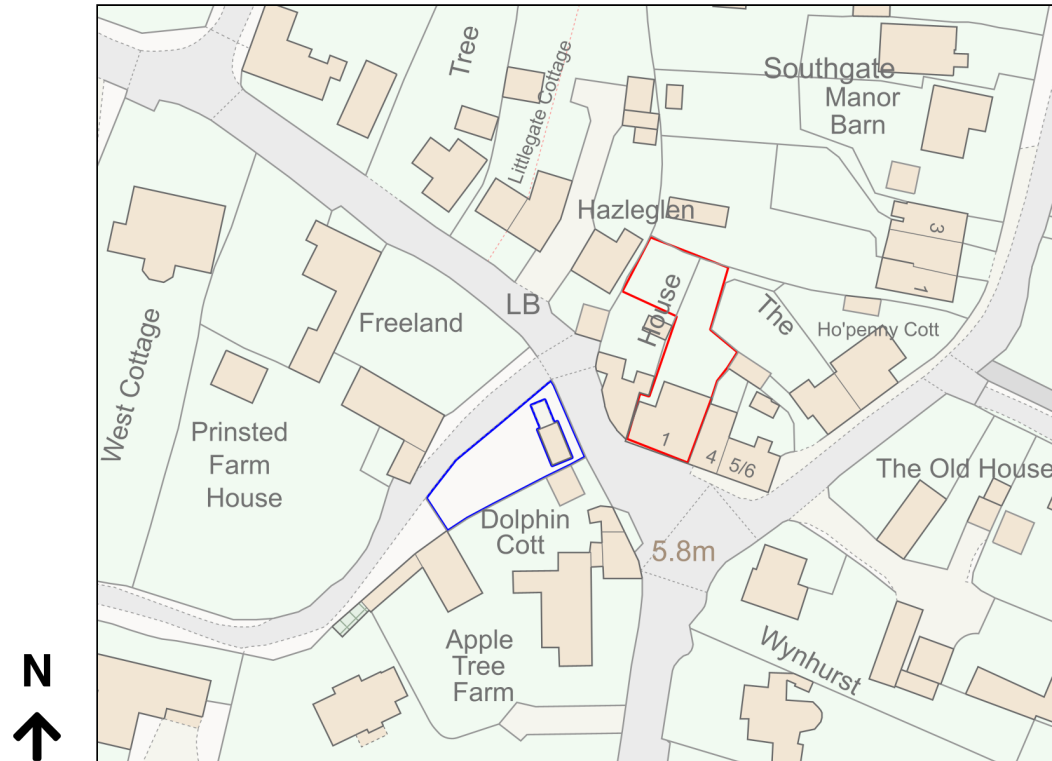 Tree
Littlegate Cottage
Southgate
Manor
Barn
Hazleglen
3
1
House
The
LB
Freeland
Ho'penny Cott
West Cottage
Prinsted
Farm
House
1
4
5/6
The Old House
Dolphin
Cott
5.8m
Apple
Tree
Farm
Wynhurst
N